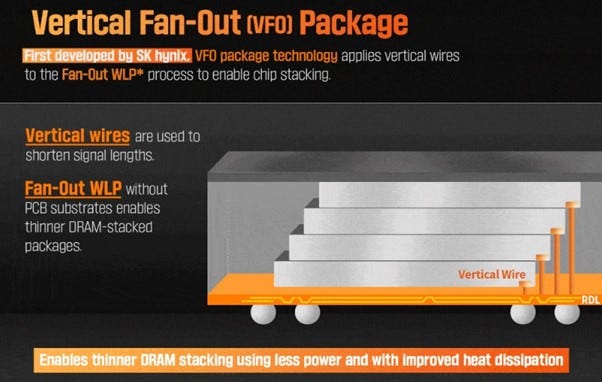 Vertical Fan-Out (VFO) Package
First developed by SK hynix, VFO package technology applies vertical wires
to the Fan-Out WLP* process to enable chip stacking.
Vertical wires are used to
shorten signal lengths.
Fan-Out WLP without
PCB substrates enables
thinner DRAM-stacked
packages.
Vertical Wire
RDL
Enables thinner DRAM stacking using less power and with improved heat dissipation